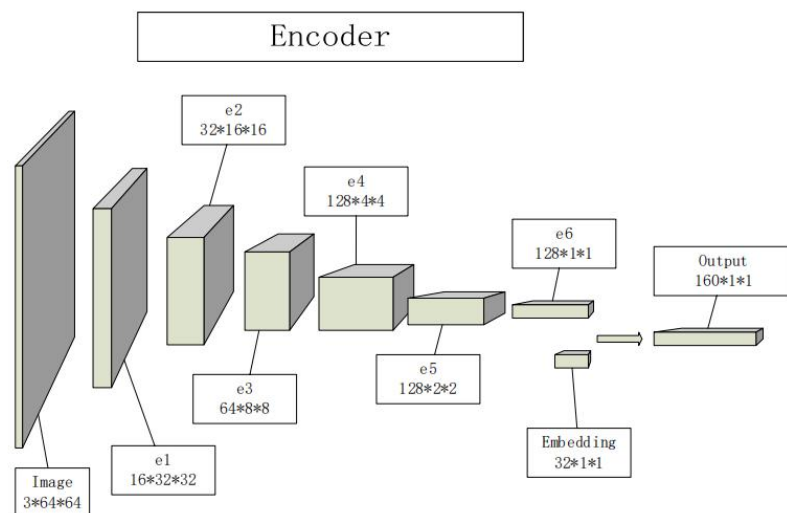 Encoder
Image
3*64*64
e1
16*32*32
e2
32*16*16
e3
64*8*8
e4
128*4*4
e5
128*2*2
e6
128*1*1
Embedding
32*1*1
Output
160*1*1